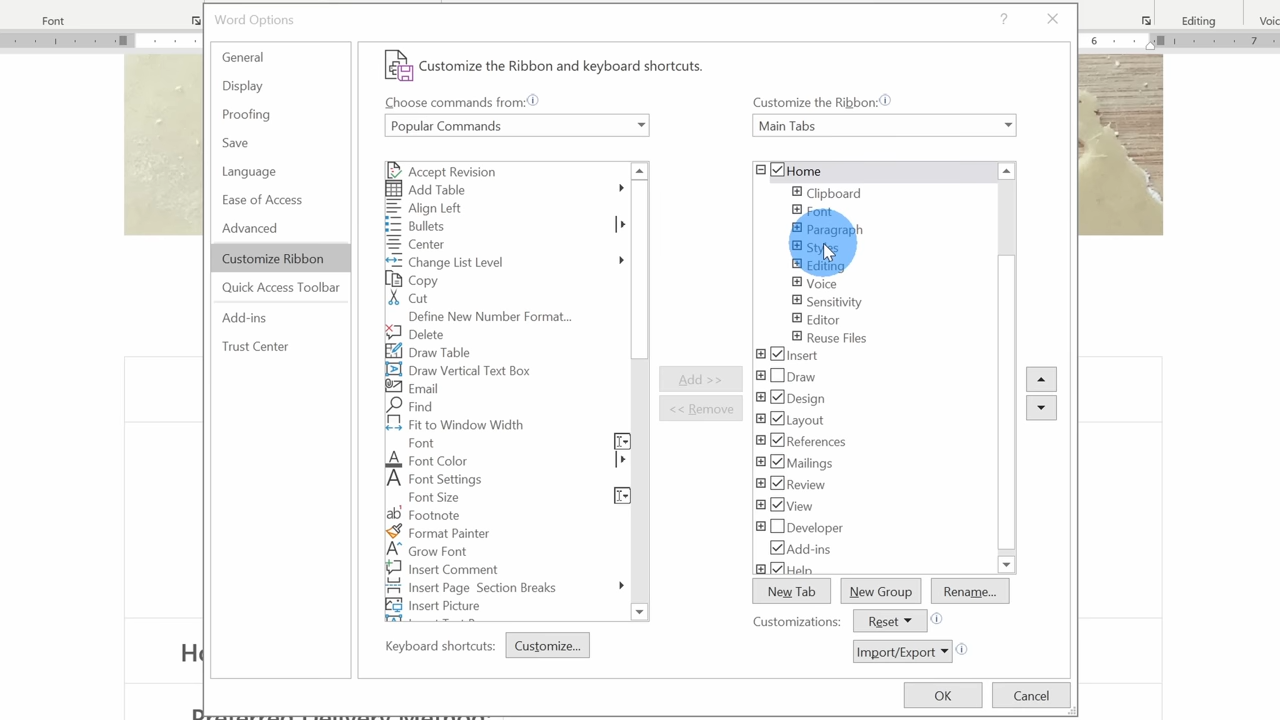 Font
Editing
Voic
6
7
Word Options
?
General
Display
Proofing
Save
Language
Ease of Access
Advanced
Customize Ribbon
Quick Access Toolbar
Add-ins
Trust Center
Customize the Ribbon and keyboard shortcuts.
Choose commands from:
Popular Commands
Accept Revision
Add Table
Align Left
Bullets
Center
Change List Level
Copy
Cut
Define New Number Format...
Delete
Draw Table
Draw Vertical Text Box
Email
Find
Fit to Window Width
Font
Font Color
Font Settings
Font Size
Footnote
Format Painter
Grow Font
Insert Comment
Insert Page  Section Breaks
Insert Picture
Keyboard shortcuts:
Customize...
Add >>
<< Remove
Customize the Ribbon:
Main Tabs
Home
Clipboard
Font
Paragraph
Styles
Editing
Voice
Sensitivity
Editor
Reuse Files
Insert
Draw
Design
Layout
References
Mailings
Review
View
Developer
Add-ins
Help
New Tab
New Group
Rename...
Customizations:
Reset
Import/Export
OK
Cancel
Preferred Delivery Method: